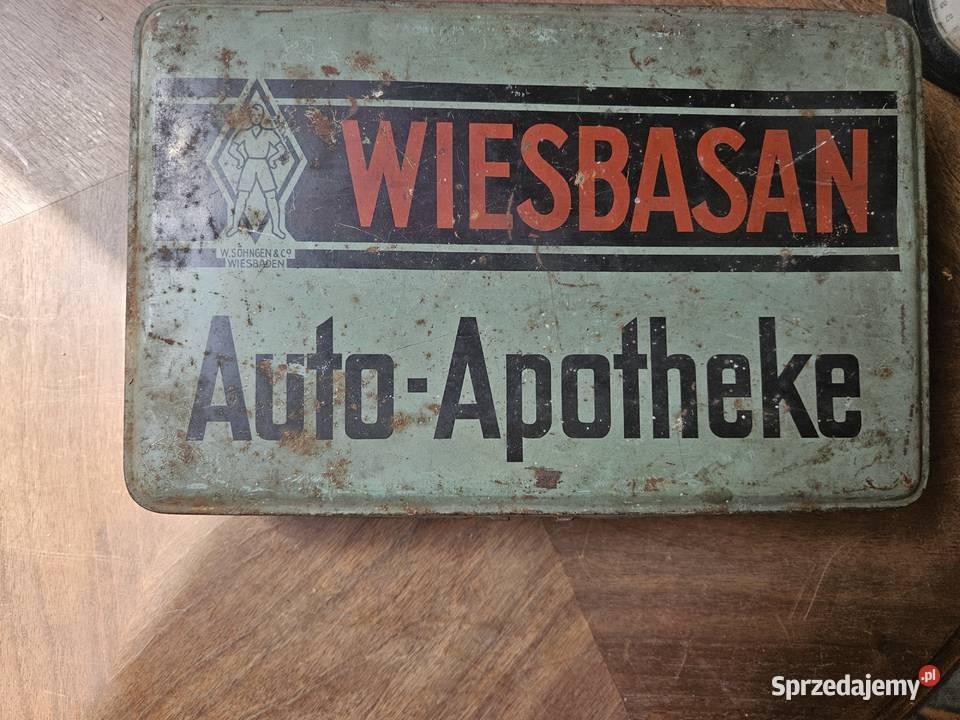 WIESBASAN
W. SÖHNGEN & Cº
WIESBADEN
Auto-Apotheke
Sprzedajemy.pl